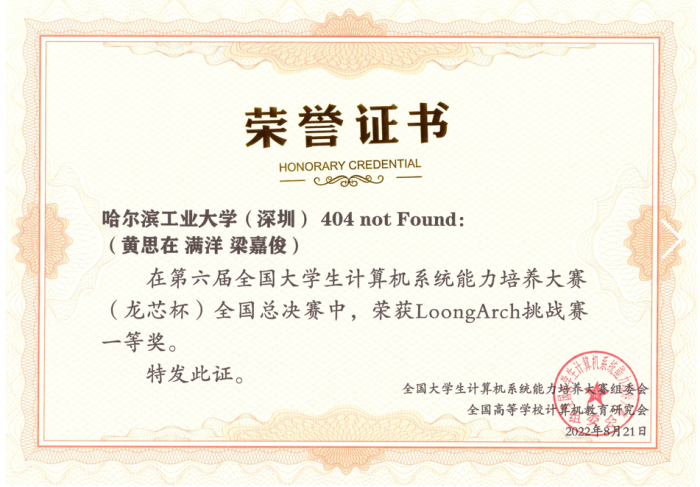 荣誉证书
HONORARY CREDENTIAL
哈尔滨工业大学（深圳） 404 not Found：
（黄思在 满洋 梁嘉俊）
在第六届全国大学生计算机系统能力培养大赛
（龙芯杯）全国总决赛中，荣获LoongArch挑战赛
一等奖。
特发此证。
全国大学生计算机系统能力培养大赛组委会
全国高等学校计算机教育研究会
2022年8月21日
组委会